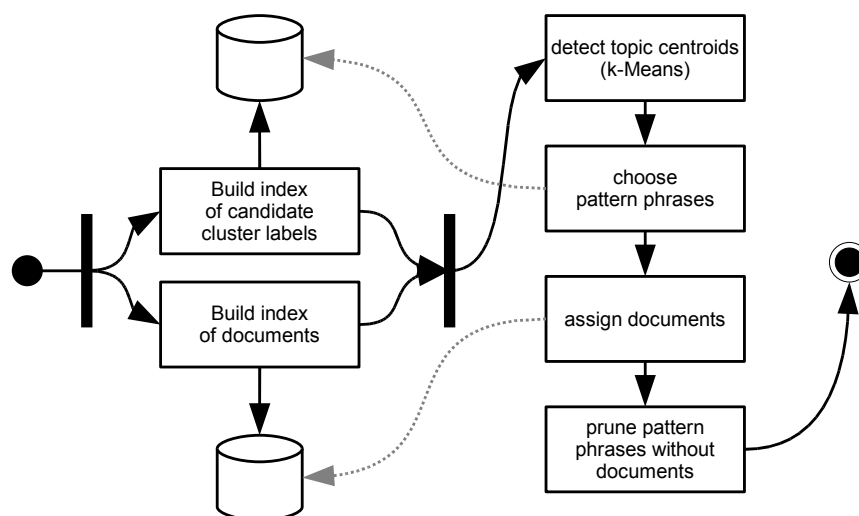 detect topic centroids
(k-Means)
choose
pattern phrases
Build index
of candidate
cluster labels
Build index
of documents
assign documents
prune pattern
phrases without
documents